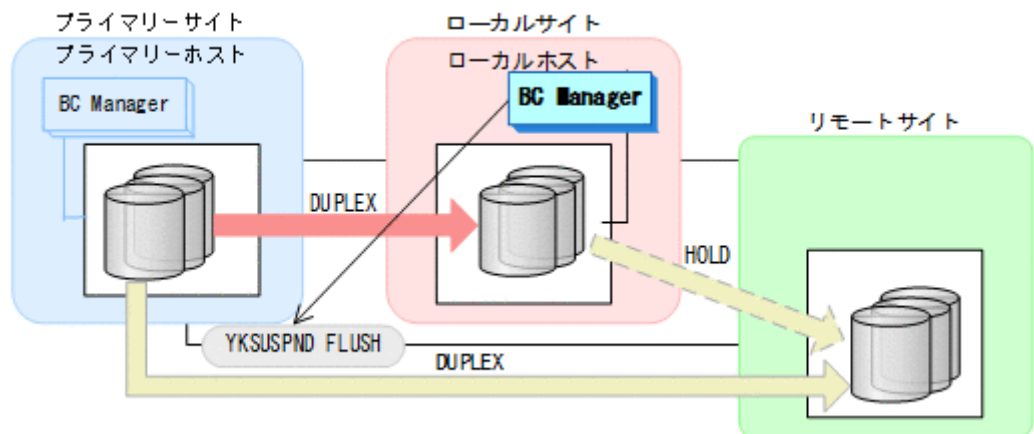 プライマリーサイト
プライマリーホスト
BC Manager
ローカルサイト
ローカルホスト
BC Manager
リモートサイト
DUPLEX
HOLD
YKSUSPND FLUSH
DUPLEX